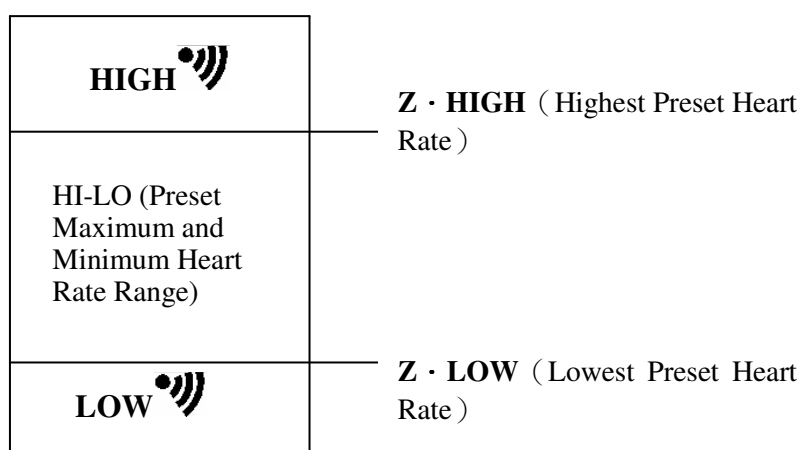 HIGH
Z·HIGH（Highest Preset Heart
Rate）
HI-LO (Preset
Maximum and
Minimum Heart
Rate Range)
Z·LOW（Lowest Preset Heart
Rate）
LOW